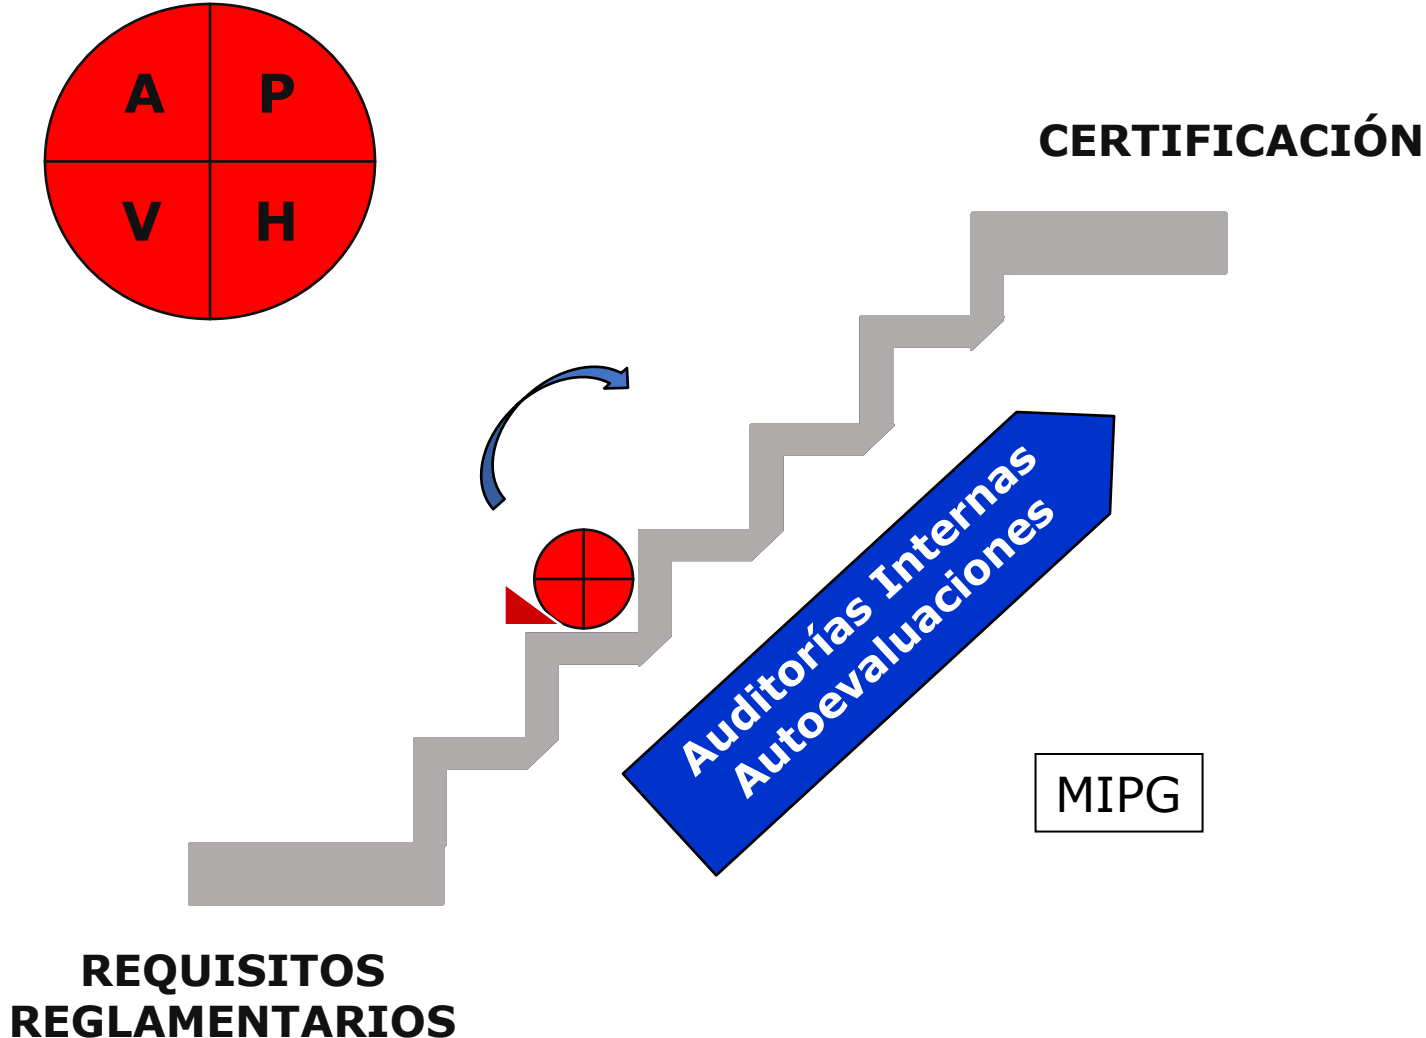 A P
V H
CERTIFICACIÓN
Auditorías Internas
Autoevaluaciones
MIPG
REQUISITOS
REGLAMENTARIOS